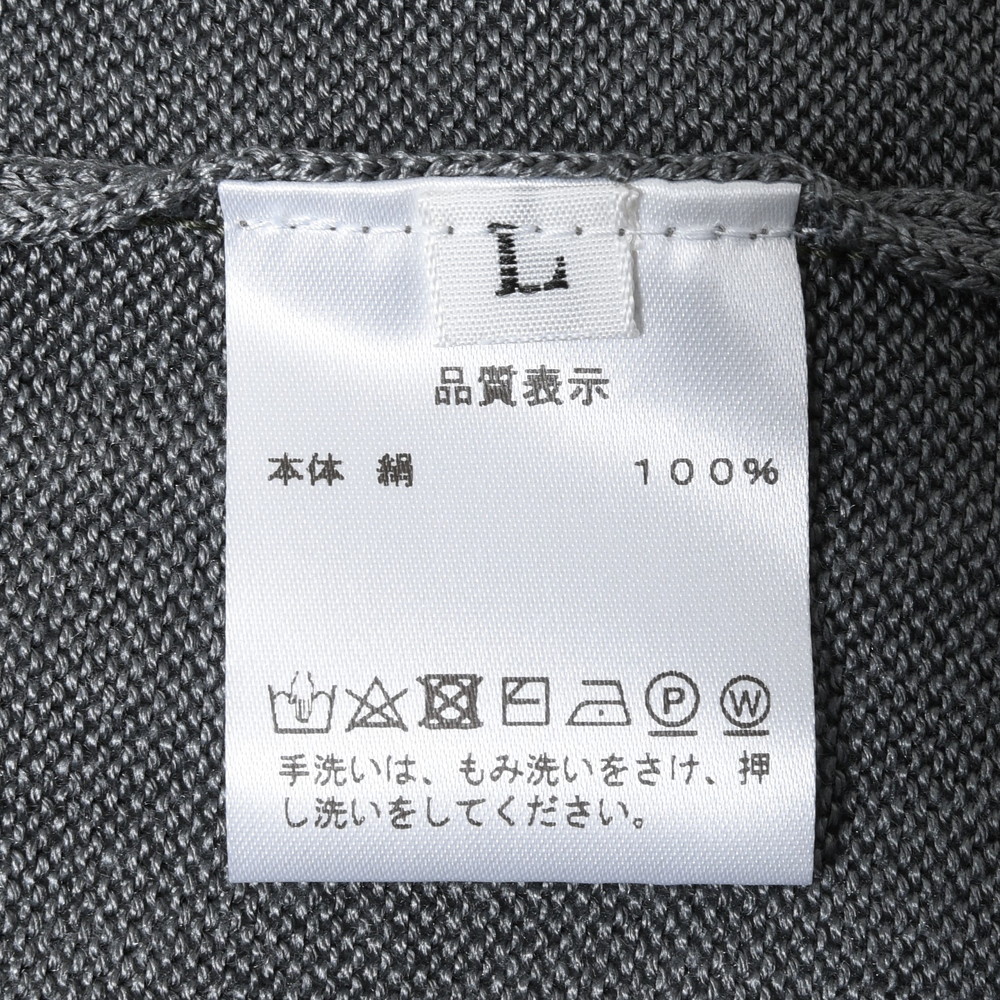 L
品質表示
本体 絹 100%
P W
手洗いは、もみ洗いをさけ、押
し洗いをしてください。